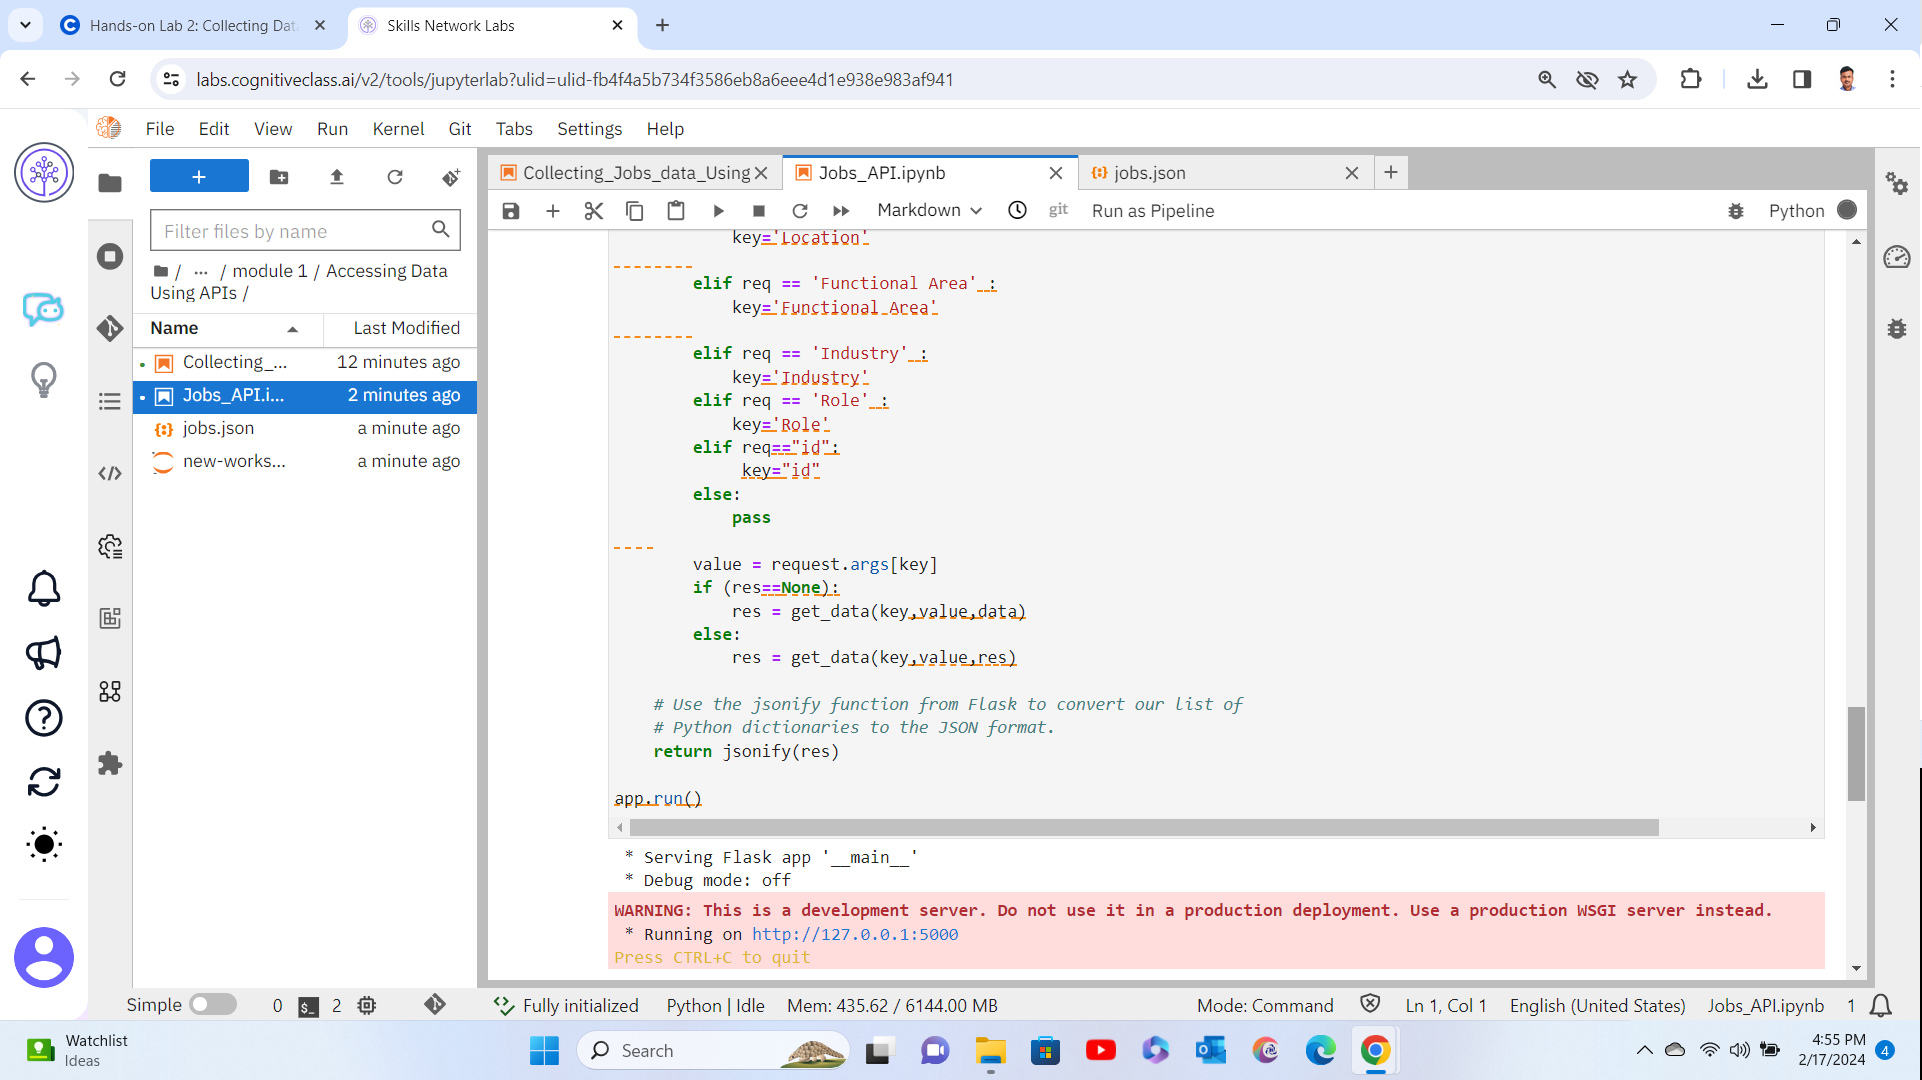 Hands-on Lab 2: Collecting Data
Skills Network Labs
labs.cognitiveclass.ai/v2/tools/jupyterlab?ulid=ulid-fb4f4a5b734f3586eb8a6eee4d1e938e983af941
File Edit View Run Kernel Git Tabs Settings Help
Filter files by name
/ ... / module 1 / Accessing Data
Using APIs /
Name Last Modified
Collecting_... 12 minutes ago
Jobs_API.i... 2 minutes ago
jobs.json a minute ago
new-works... a minute ago
Collecting_Jobs_data_Using
Jobs_API.ipynb
jobs.json
Markdown
git
Run as Pipeline
Python
key='Location'
elif req == 'Functional Area' :
key='Functional Area'
elif req == 'Industry' :
key='Industry'
elif req == 'Role' :
key='Role'
elif req=="id":
key="id"
else:
pass
value = request.args[key]
if (res==None):
res = get_data(key,value,data)
else:
res = get_data(key,value,res)
# Use the jsonify function from Flask to convert our list of
# Python dictionaries to the JSON format.
return jsonify(res)
app.run()
* Serving Flask app '__main__'
* Debug mode: off
WARNING: This is a development server. Do not use it in a production deployment. Use a production WSGI server instead.
* Running on http://127.0.0.1:5000
Press CTRL+C to quit
Simple 0 $_ 2 Fully initialized Python | Idle Mem: 435.62 / 6144.00 MB Mode: Command Ln 1, Col 1 English (United States) Jobs_API.ipynb 1
Watchlist
Ideas
Search
4:55 PM
2/17/2024
4